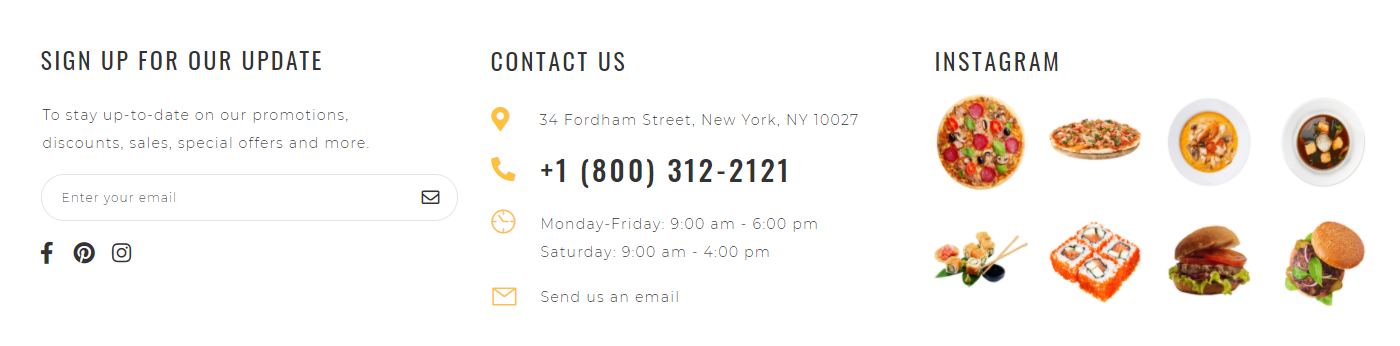 SIGN UP FOR OUR UPDATE
To stay up-to-date on our promotions,
discounts, sales, special offers and more.
Enter your email
CONTACT US
34 Fordham Street, New York, NY 10027
+1 (800) 312-2121
Monday-Friday: 9:00 am - 6:00 pm
Saturday: 9:00 am - 4:00 pm
Send us an email
INSTAGRAM